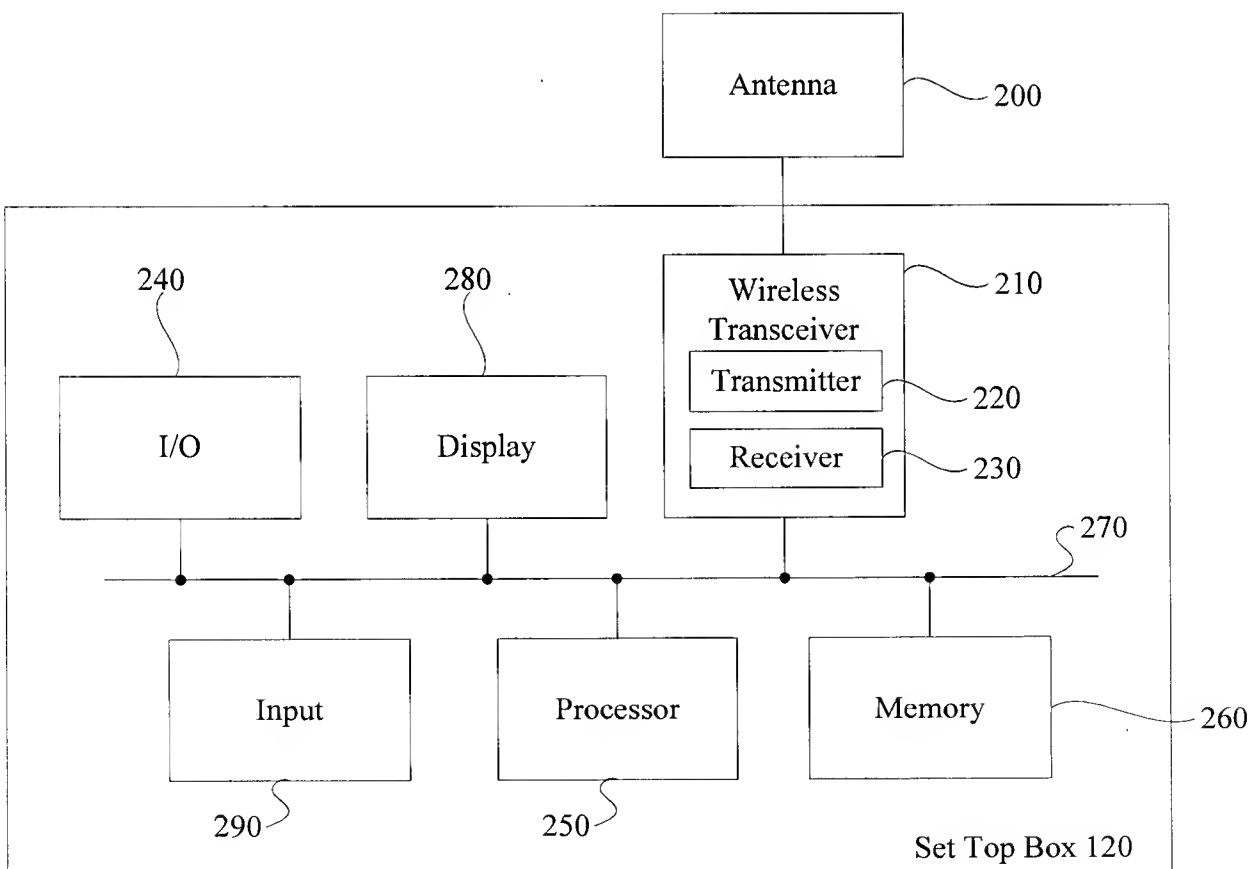 Antenna
200
240
280
Wireless
Transceiver
210
Transmitter
220
I/O
Display
Receiver
230
270
Input
Processor
Memory
260
290
250
Set Top Box 120